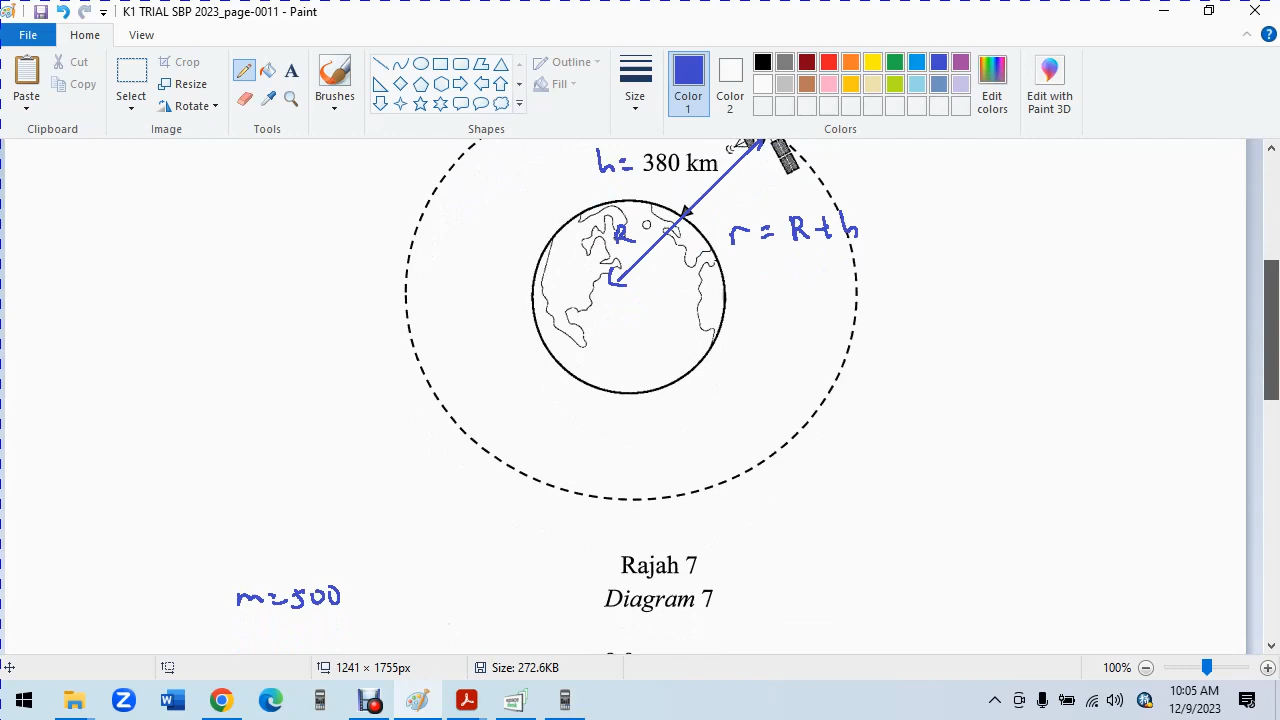 K1 TRIAL SBP 2023_page-0011 - Paint
File Home View
Paste
Cut
Copy
Clipboard
Select
Crop
Resize
Rotate
Image
A
Tools
Brushes
Shapes
Outline
Fill
Size
Color 1
Color 2
Colors
Edit colors
Edit with Paint 3D
h = 380 km
R
r = R + h
Rajah 7
Diagram 7
m = 500
1241 × 1755px
Size: 272.6KB
100%
10:05 AM
12/9/2023